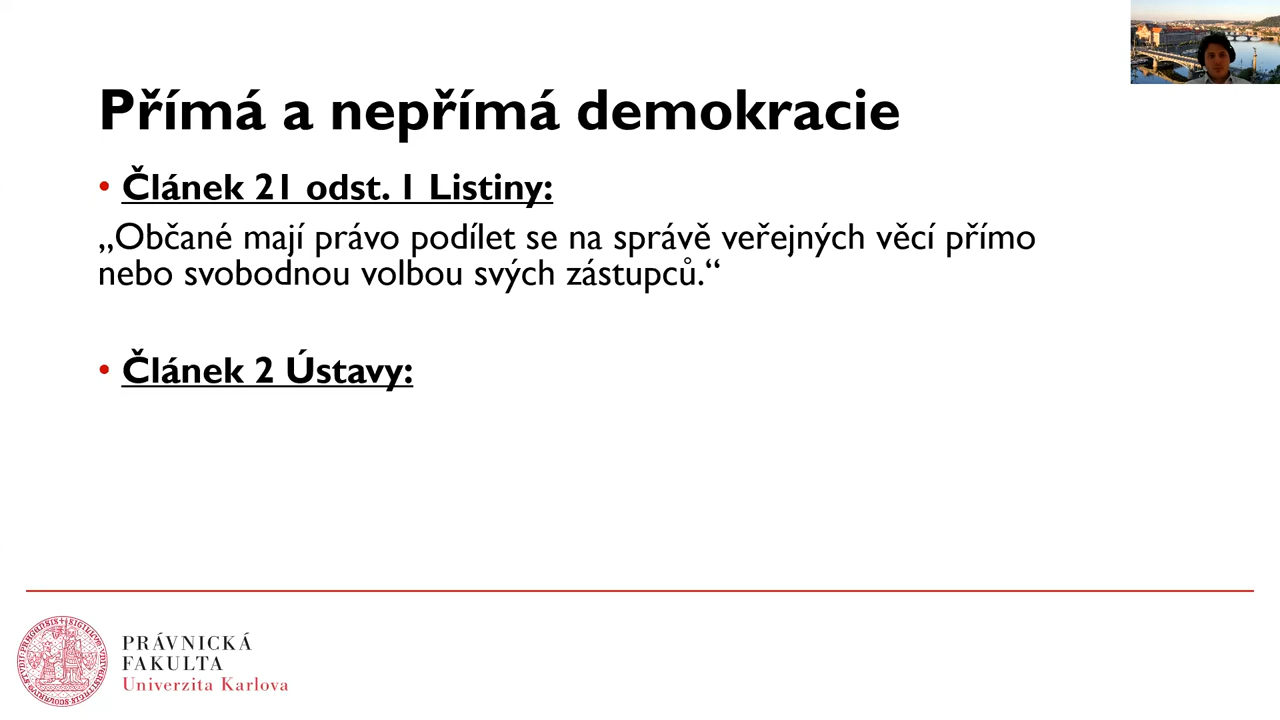 Přímá a nepřímá demokracie
• Článek 21 odst. 1 Listiny:
„Občané mají právo podílet se na správě veřejných věcí přímo
nebo svobodnou volbou svých zástupců.“
• Článek 2 Ústavy:
PRÁVNICKÁ
FAKULTA
Univerzita Karlova